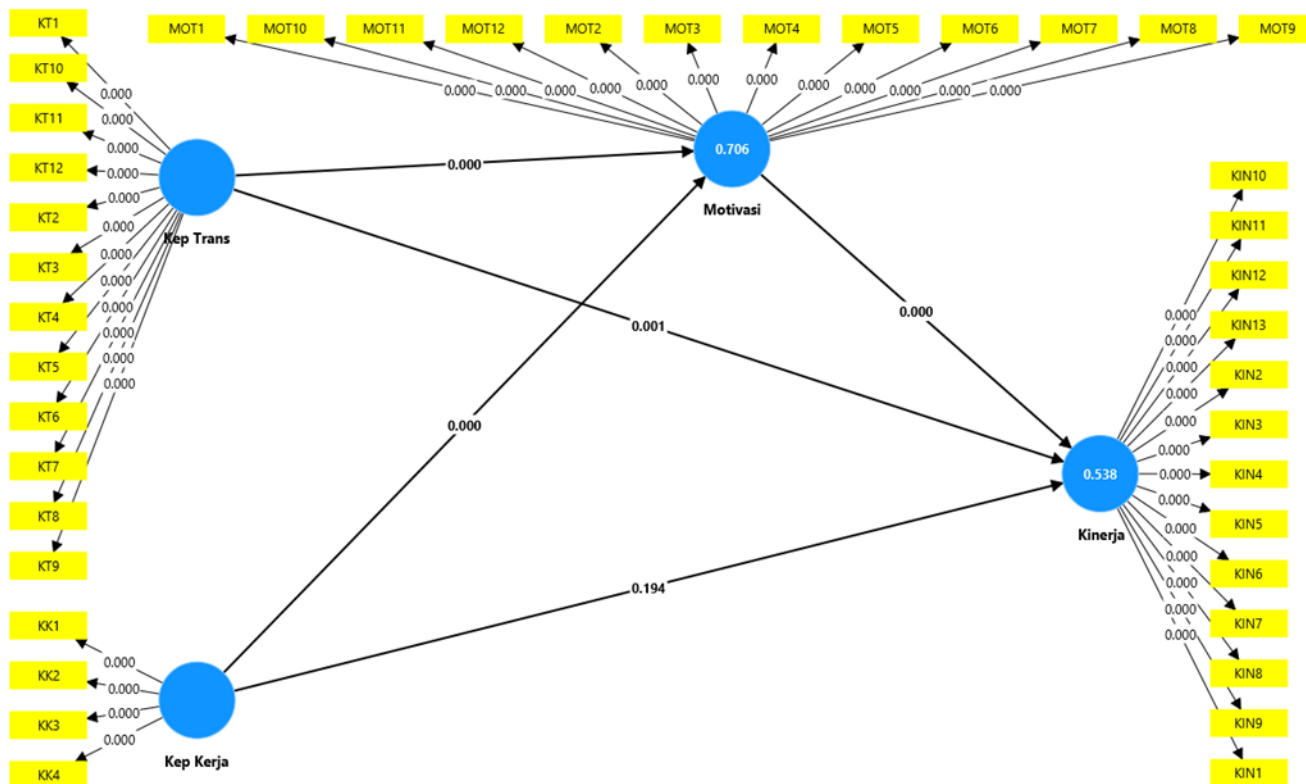 KT1
KT10
KT11
KT12
KT2
KT3
KT4
KT5
KT6
KT7
KT8
KT9
0.000
0.000
0.000
0.000
0.000
0.000
0.000
0.000
0.000
0.000
0.000
0.000
Kep Trans
MOT1
MOT10
MOT11
MOT12
MOT2
MOT3
MOT4
MOT5
MOT6
MOT7
MOT8
MOT9
0.000
0.000
0.000
0.000
0.000
0.000
0.000
0.000
0.000
0.000
0.000
0.000
0.706
Motivasi
0.000
0.001
0.000
0.000
0.194
KIN10
KIN11
KIN12
KIN13
KIN2
KIN3
KIN4
KIN5
KIN6
KIN7
KIN8
KIN9
KIN1
0.000
0.000
0.000
0.000
0.000
0.000
0.000
0.000
0.000
0.000
0.000
0.000
0.000
0.538
Kinerja
KK1
KK2
KK3
KK4
0.000
0.000
0.000
0.000
Kep Kerja